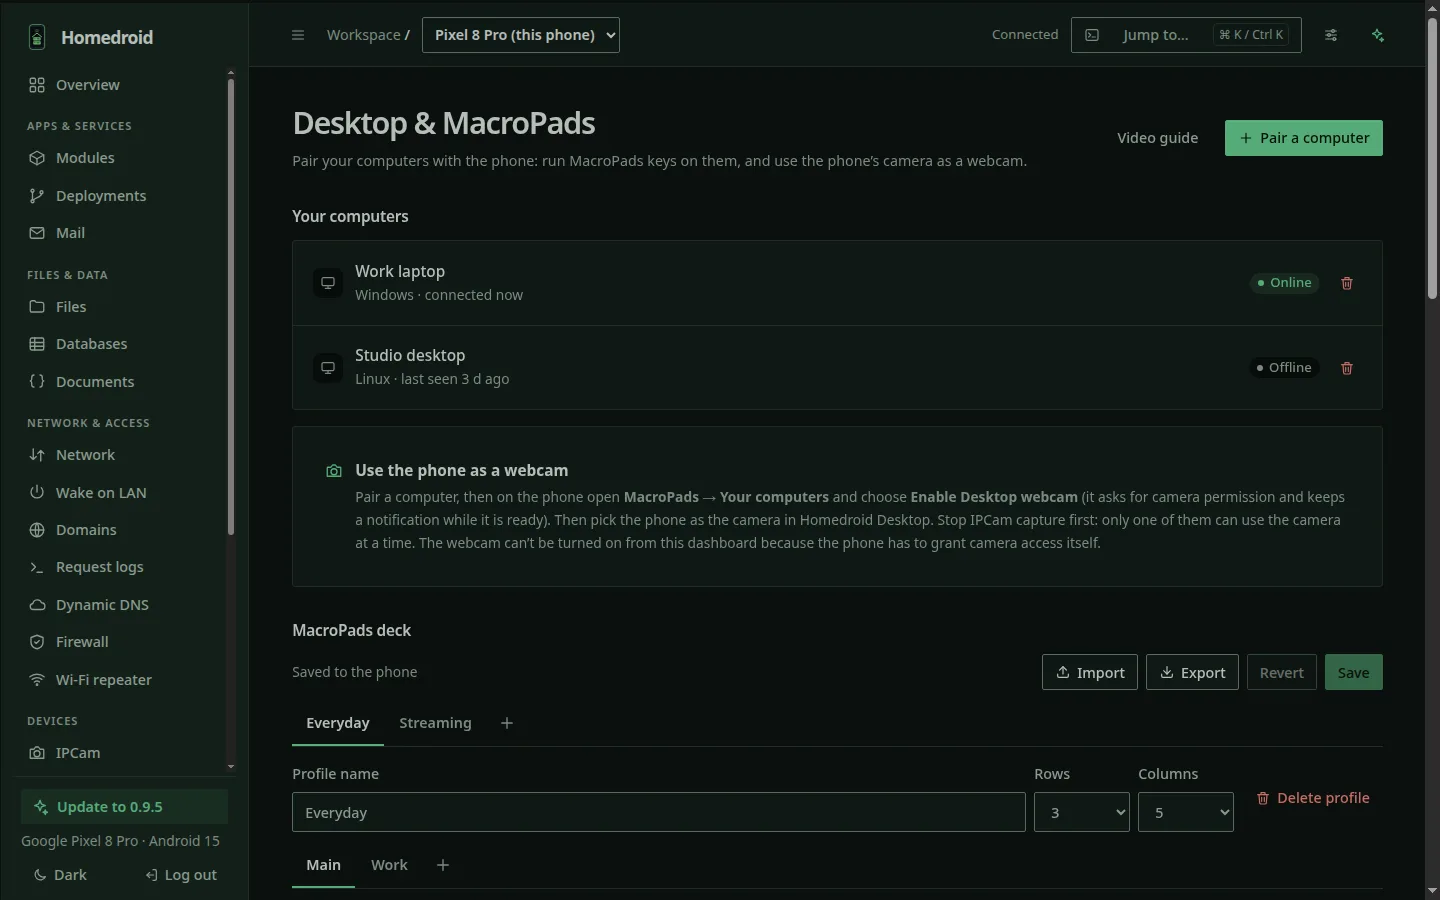 Homedroid
Workspace / Pixel 8 Pro (this phone)
Connected
Jump to... ⌘ K / Ctrl K
Overview
APPS & SERVICES
Modules
Deployments
Mail
FILES & DATA
Files
Databases
Documents
NETWORK & ACCESS
Network
Wake on LAN
Domains
Request logs
Dynamic DNS
Firewall
Wi-Fi repeater
DEVICES
IPCam
Update to 0.9.5
Google Pixel 8 Pro · Android 15
Dark
Log out
Desktop & MacroPads
Pair your computers with the phone: run MacroPads keys on them, and use the phone’s camera as a webcam.
Video guide
Pair a computer
Your computers
Work laptop
Windows · connected now
Online
Studio desktop
Linux · last seen 3 d ago
Offline
Use the phone as a webcam
Pair a computer, then on the phone open MacroPads → Your computers and choose Enable Desktop webcam (it asks for camera permission and keeps
a notification while it is ready). Then pick the phone as the camera in Homedroid Desktop. Stop IPCam capture first: only one of them can use the camera
at a time. The webcam can’t be turned on from this dashboard because the phone has to grant camera access itself.
MacroPads deck
Saved to the phone
Import
Export
Revert
Save
Everyday
Streaming
Profile name
Rows
Columns
Everyday
3
5
Delete profile
Main
Work